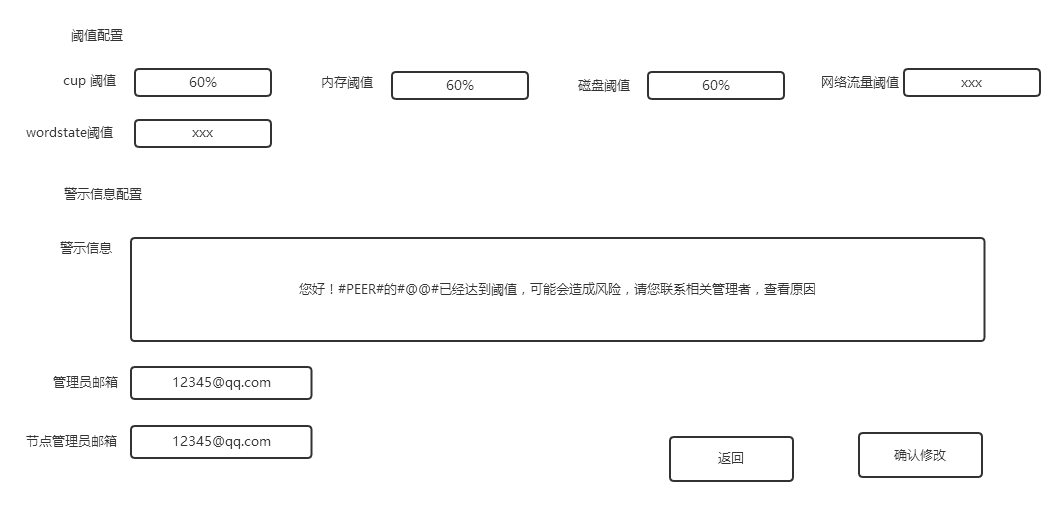 阈值配置
cup 阈值 60% 内存阈值 60% 磁盘阈值 60% 网络流量阈值 xxx
wordstate阈值 xxx
警示信息配置
警示信息
您好！#PEER#的#@@#已经达到阈值，可能会造成风险，请您联系相关管理者，查看原因
管理员邮箱 12345@qq.com
节点管理员邮箱 12345@qq.com
返回 确认修改